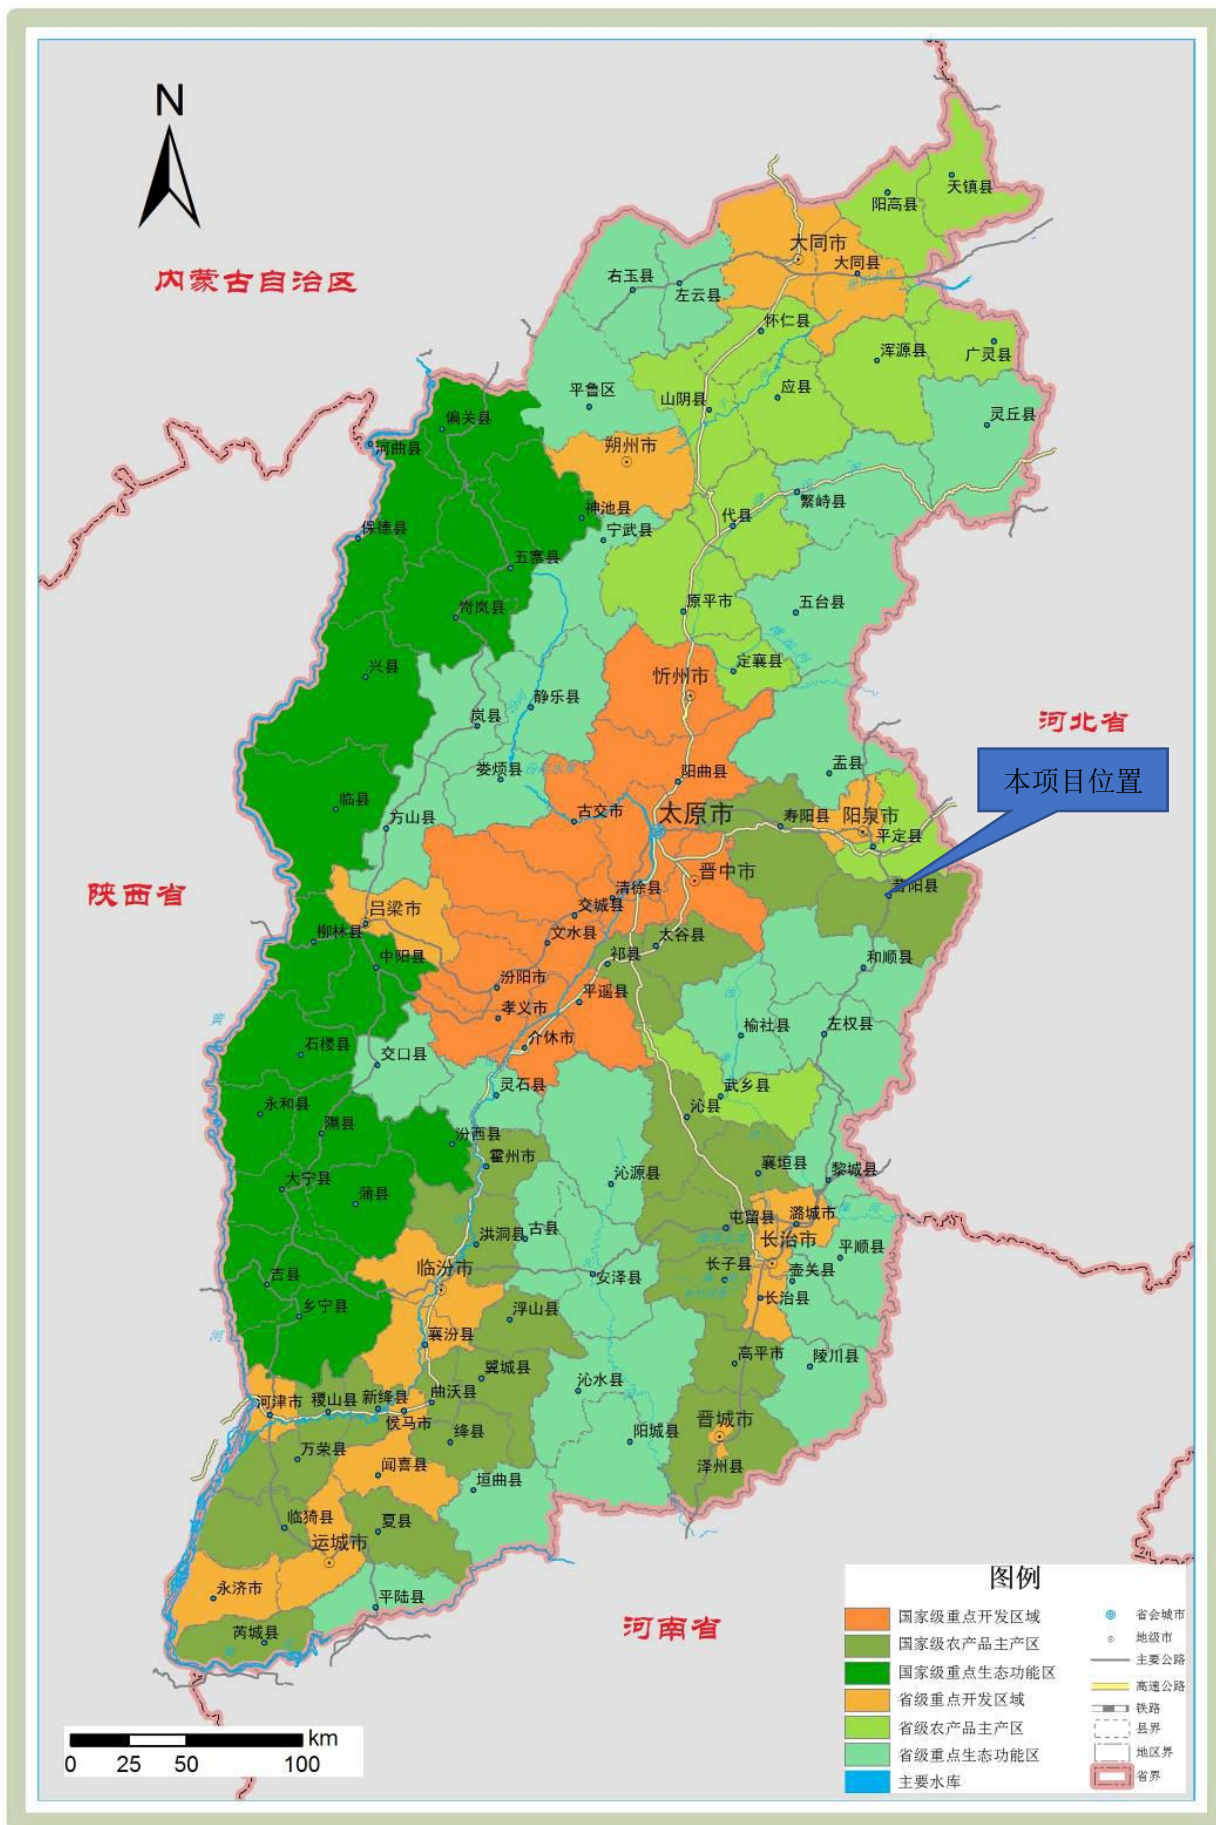 N
内蒙古自治区
天镇县
阳高县
大同市
大同县
右玉县
左云县
怀仁县
浑源县
广灵县
平鲁区
山阴县
应县
灵丘县
偏关县
河曲县
朔州市
神池县
繁峙县
代县
保德县
宁武县
五寨县
岢岚县
原平市
五台县
兴县
定襄县
忻州市
静乐县
岚县
河北省
娄烦县
汾河水库
阳曲县
盂县
本项目位置
临县
方山县
古交市
太原市
寿阳县
阳泉市
平定县
陕西省
晋中市
清徐县
昔阳县
吕梁市
交城县
柳林县
文水县
太谷县
中阳县
祁县
和顺县
汾阳市
平遥县
孝义市
榆社县
左权县
黄
石楼县
交口县
介休市
灵石县
武乡县
永和县
沁县
隰县
汾西县
霍州市
襄垣县
黎城县
大宁县
蒲县
沁源县
屯留县
潞城市
洪洞县
古县
长治市
平顺县
临汾市
吉县
安泽县
长子县
壶关县
乡宁县
长治县
浮山县
河
襄汾县
高平市
陵川县
翼城县
沁水县
河津市
稷山县
新绛县
曲沃县
侯马市
晋城市
绛县
阳城县
万荣县
闻喜县
泽州县
垣曲县
临猗县
夏县
运城市
永济市
平陆县
芮城县
河南省
图例
国家级重点开发区域
国家级农产品主产区
国家级重点生态功能区
省级重点开发区域
省级农产品主产区
省级重点生态功能区
主要水库
省会城市
地级市
主要公路
高速公路
铁路
县界
地区界
省界
km
0 25 50 100